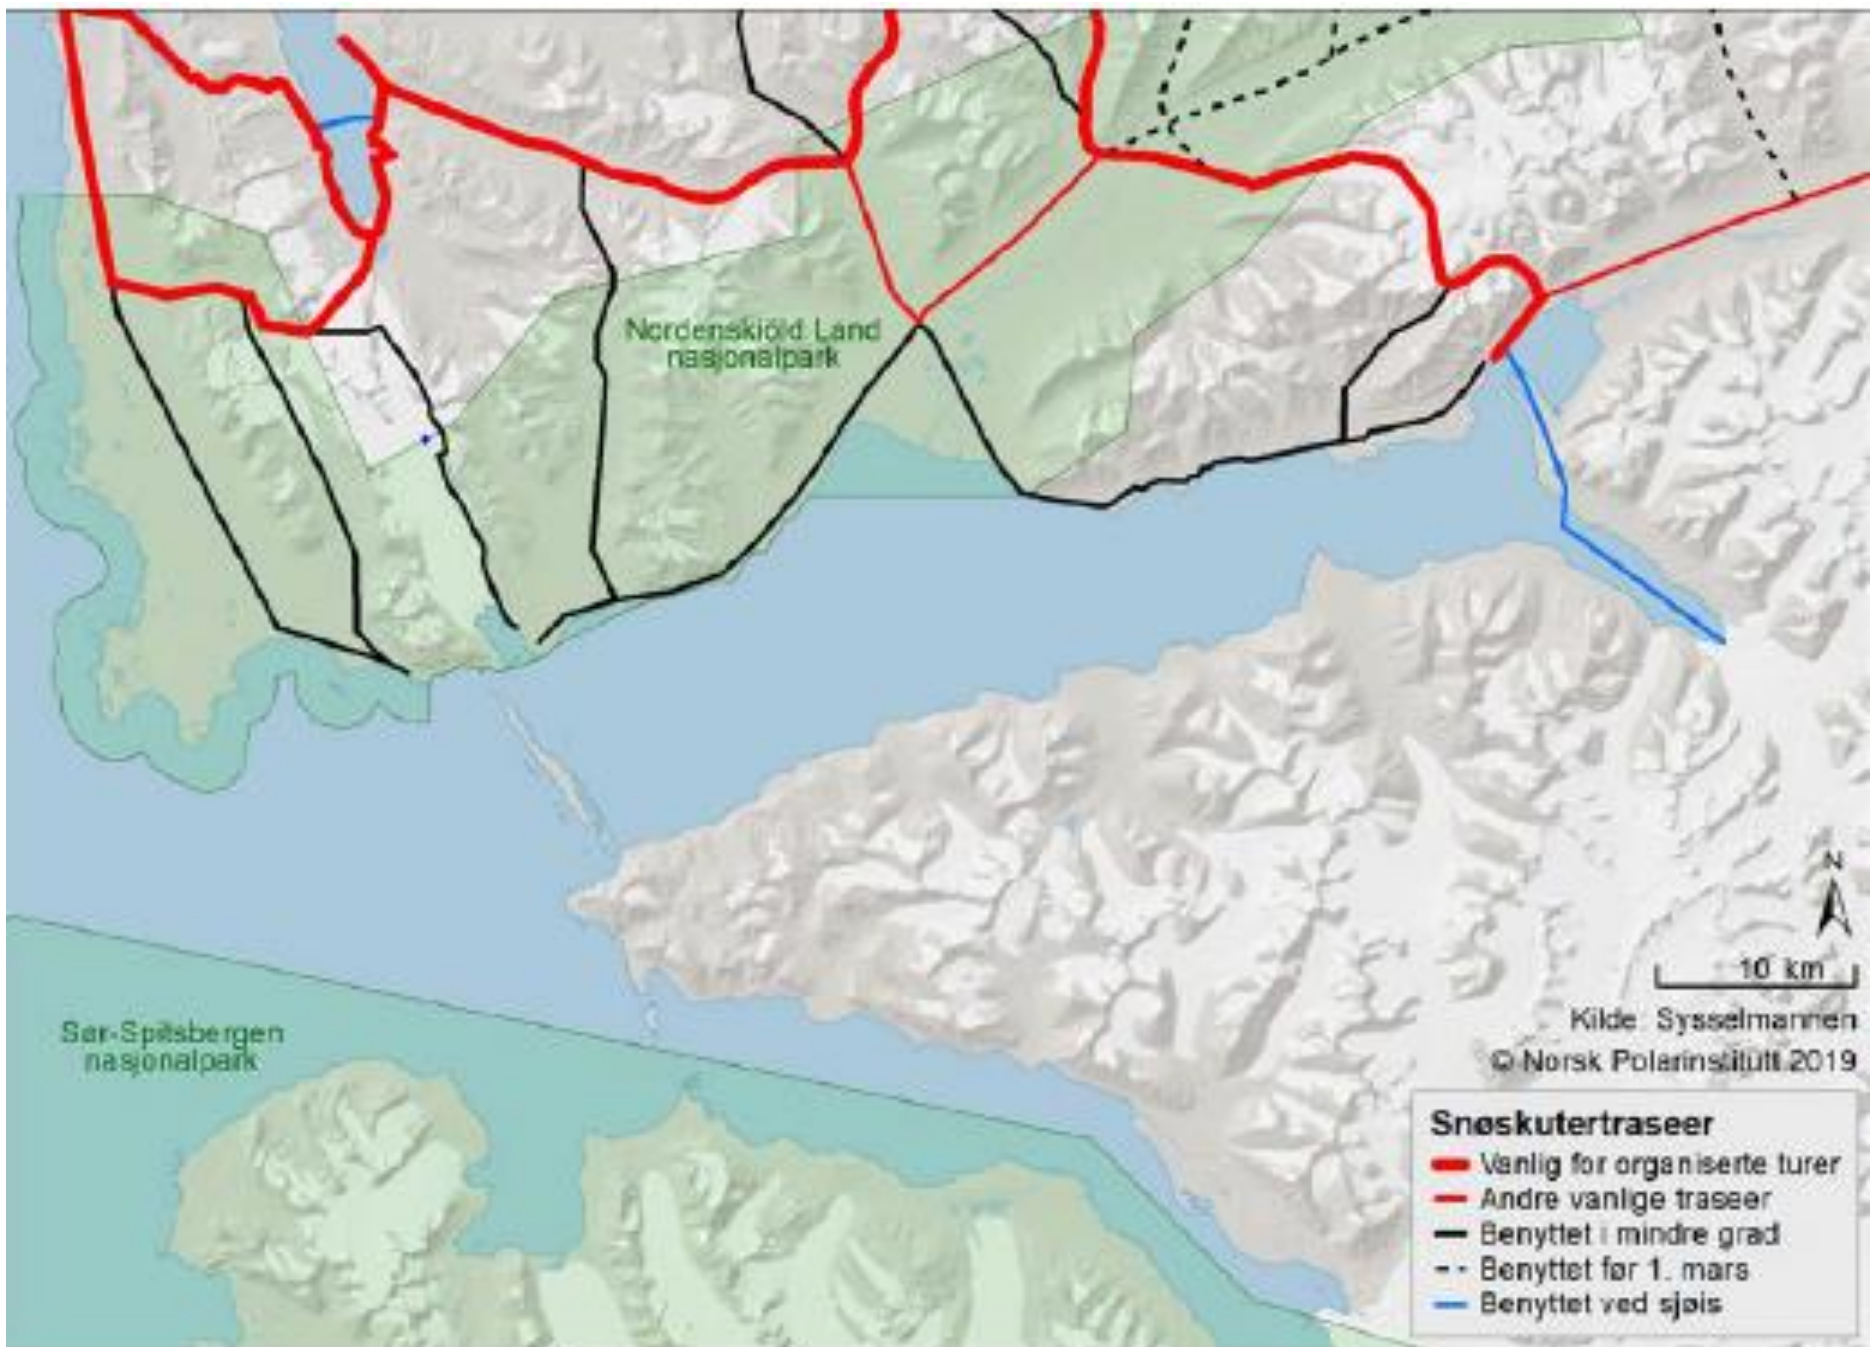 Nordenskiöld Land
nasjonalpark
N
10 km
Kilde: Sysselmannen
© Norsk Polarinstitutt 2019
Sør-Spitsbergen
nasjonalpark
Snøskutertraseer
Vanlig for organiserte turer
Andre vanlige traseer
Benyttet i mindre grad
Benyttet før 1. mars
Benyttet ved sjøis